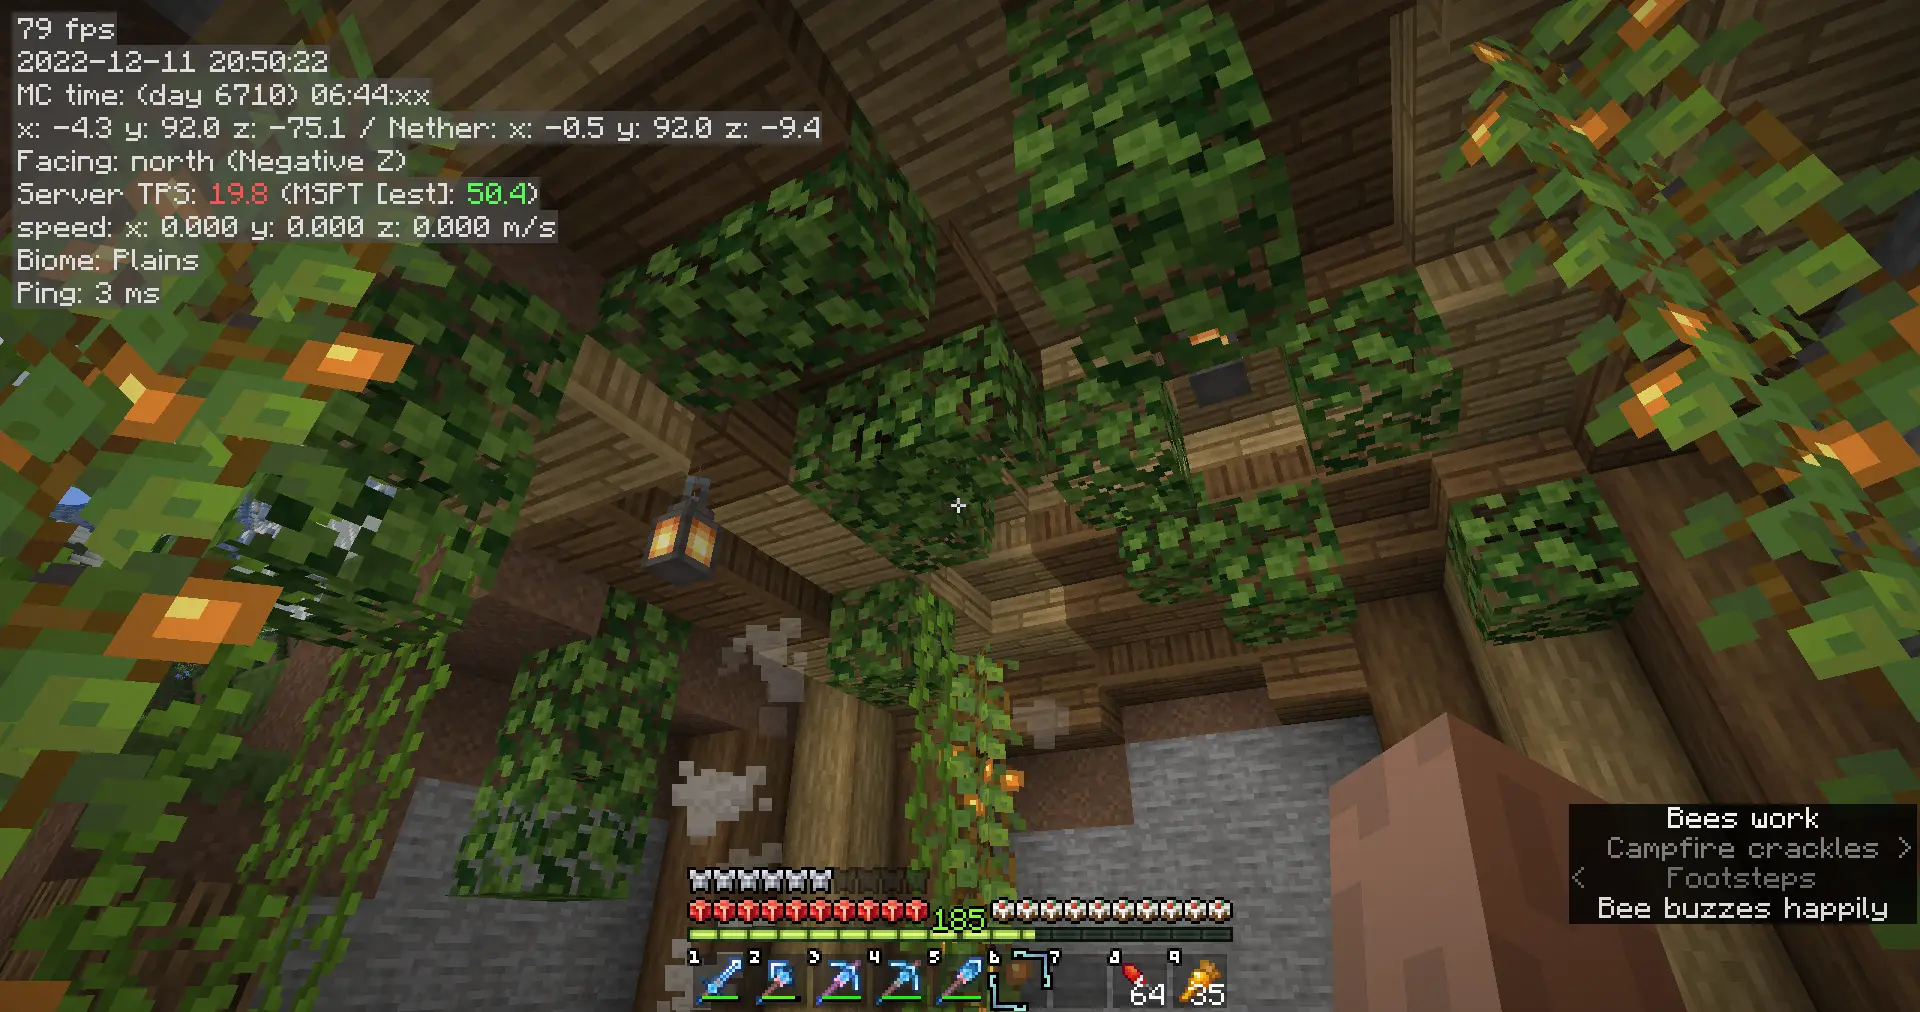 79 fps
2022-12-11 20:50:22
MC time: (day 6710) 06:44:xx
x: -4.3 y: 92.0 z: -75.1 / Nether: x: -0.5 y: 92.0 z: -9.4
Facing: north (Negative Z)
Server TPS: 19.8 (MSPT [est]: 50.4)
speed: x: 0.000 y: 0.000 z: 0.000 m/s
Biome: Plains
Ping: 3 ms
Bees work
Campfire crackles >
< Footsteps
Bee buzzes happily
185
1 2 3 4 5 6 7 8 9
64 35